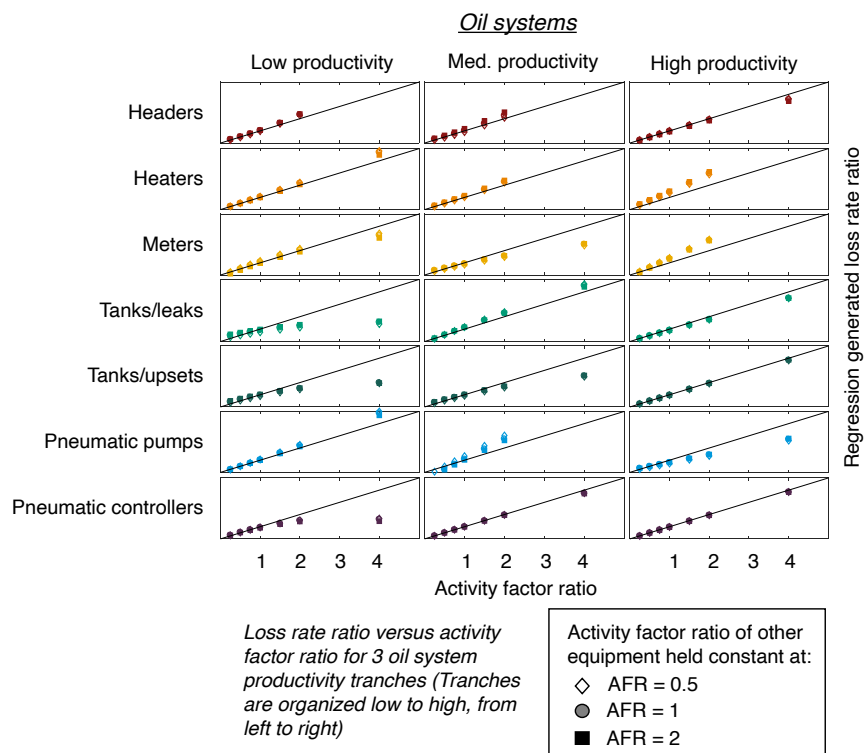 Oil systems
Low productivity
Med. productivity
High productivity
Headers
Heaters
Meters
Tanks/leaks
Tanks/upsets
Pneumatic pumps
Pneumatic controllers
Regression generated loss rate ratio
1 2 3 4 1 2 3 4 1 2 3 4
Activity factor ratio
Loss rate ratio versus activity
factor ratio for 3 oil system
productivity tranches (Tranches
are organized low to high, from
left to right)
Activity factor ratio of other
equipment held constant at:
AFR = 0.5
AFR = 1
AFR = 2